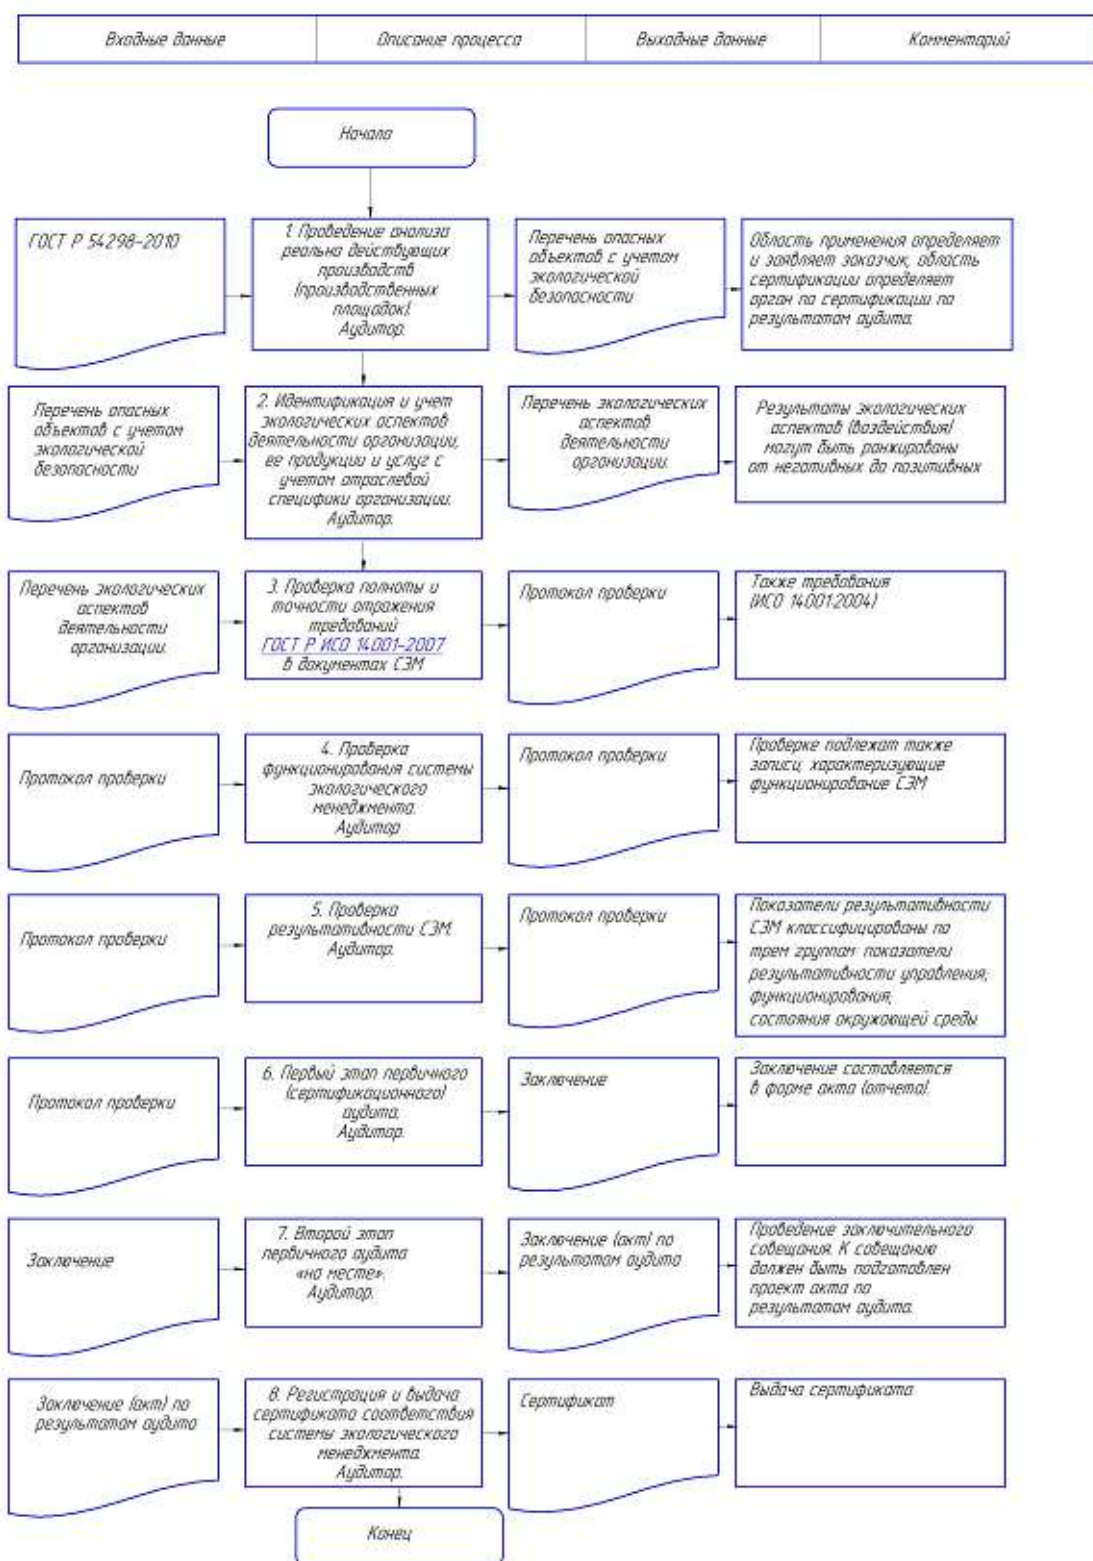 Входные данные
Описание процесса
Выходные данные
Комментарий
Начало
ГОСТ Р 54298-2010
1. Проведение анализа
реально действующих
производств
(производственных
площадок).
Аудитор.
Перечень опасных
объектов с учетом
экологической
безопасности
Область применения определяет
и заявляет заказчик, область
сертификации определяет
орган по сертификации по
результатам аудита.
Перечень опасных
объектов с учетом
экологической
безопасности
2. Идентификация и учет
экологических аспектов
деятельности организации,
ее продукции и услуг с
учетом отраслевой
специфики организации.
Аудитор.
Перечень экологических
аспектов
деятельности
организации.
Результаты экологических
аспектов (воздействия)
могут быть ранжированы
от негативных до позитивных
Перечень экологических
аспектов
деятельности
организации.
3. Проверка полноты и
точности отражения
требований
ГОСТ Р ИСО 14001-2007
в документах СЭМ
Протокол проверки
Также требования
(ИСО 14001:2004)
Протокол проверки
4. Проверка
функционирования системы
экологического
менеджмента.
Аудитор
Протокол проверки
Проверке подлежат также
записи, характеризующие
функционирование СЭМ
Протокол проверки
5. Проверка
результативности СЭМ.
Аудитор.
Протокол проверки
Показатели результативности
СЭМ классифицированы по
трем группам: показатели
результативности управления;
функционирования;
состояния окружающей среды
Протокол проверки
6. Первый этап первичного
(сертификационного)
аудита.
Аудитор.
Заключение
Заключение составляется
в форме акта (отчета).
Заключение
7. Второй этап
первичного аудита
«на месте».
Аудитор.
Заключение (акт) по
результатам аудита
Проведение заключительного
совещания. К совещанию
должен быть подготовлен
проект акта по
результатам аудита.
Заключение (акт) по
результатам аудита
8. Регистрация и выдача
сертификата соответствия
системы экологического
менеджмента.
Аудитор.
Сертификат
Выдача сертификата
Конец